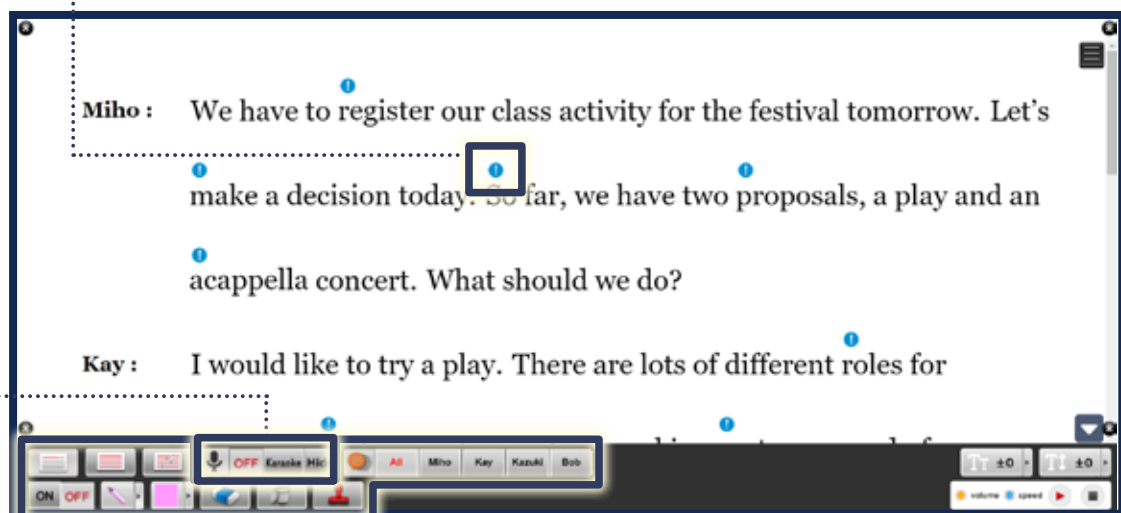 Miho : We have to register our class activity for the festival tomorrow. Let's
make a decision today. So far, we have two proposals, a play and an
acappella concert. What should we do?
Kay : I would like to try a play. There are lots of different roles for
OFF Karaoke Hid All Miho Kay Kazuki Bob TT ±0 TT ±0
ON OFF volume speed